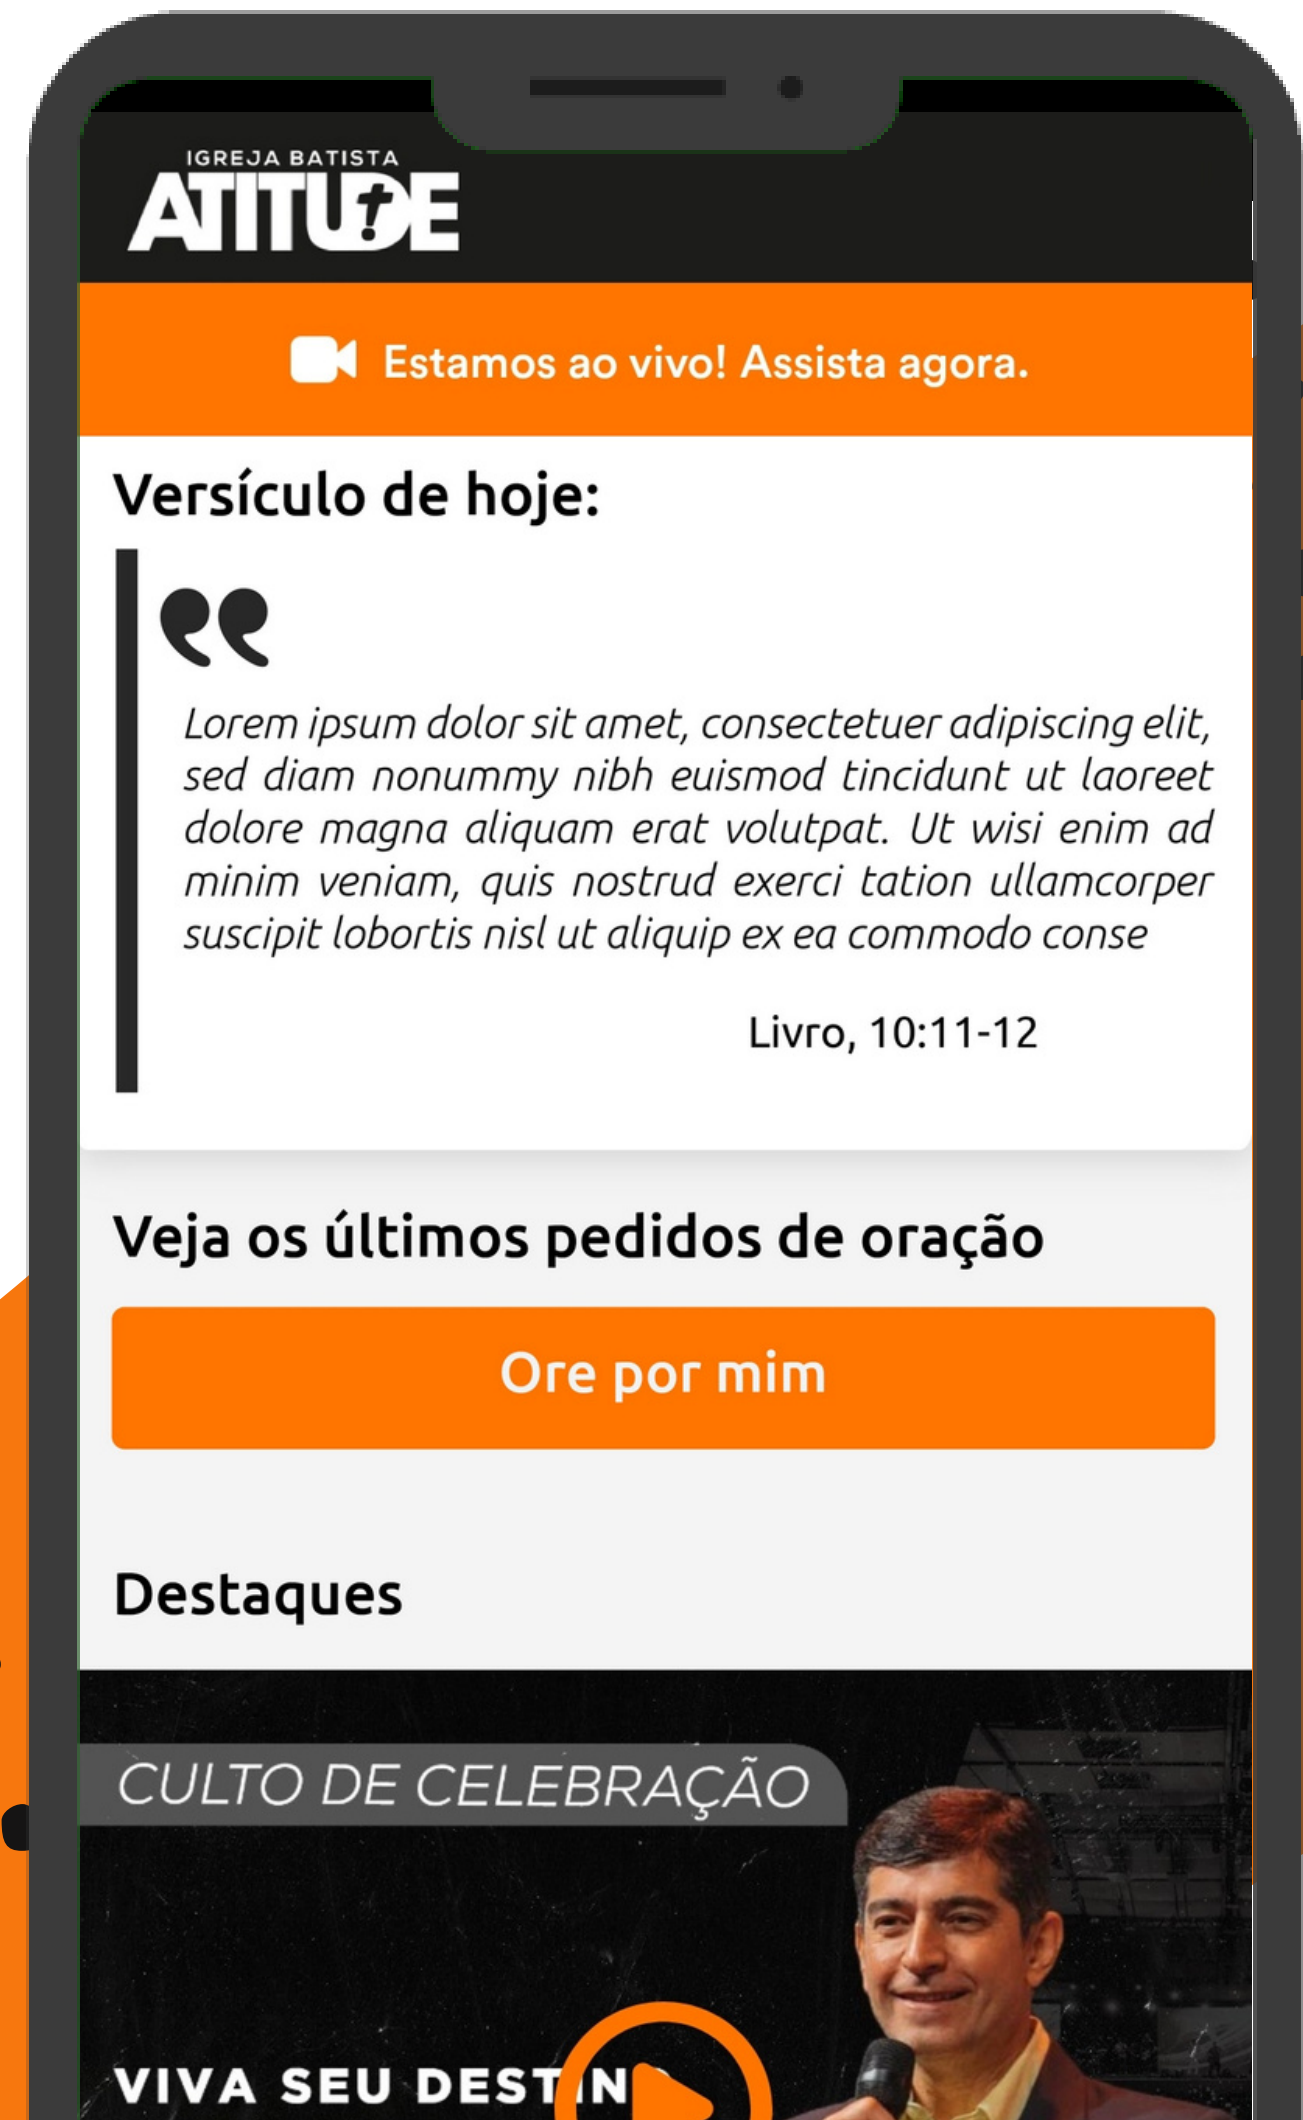 IGREJA BATISTA
ATITUDE
Estamos ao vivo! Assista agora.
Versículo de hoje:
Lorem ipsum dolor sit amet, consectetuer adipiscing elit,
sed diam nonummy nibh euismod tincidunt ut laoreet
dolore magna aliquam erat volutpat. Ut wisi enim ad
minim veniam, quis nostrud exerci tation ullamcorper
suscipit lobortis nisl ut aliquip ex ea commodo conse
Livro, 10:11-12
Veja os últimos pedidos de oração
Ore por mim
Destaques
CULTO DE CELEBRAÇÃO
VIVA SEU DESTINO